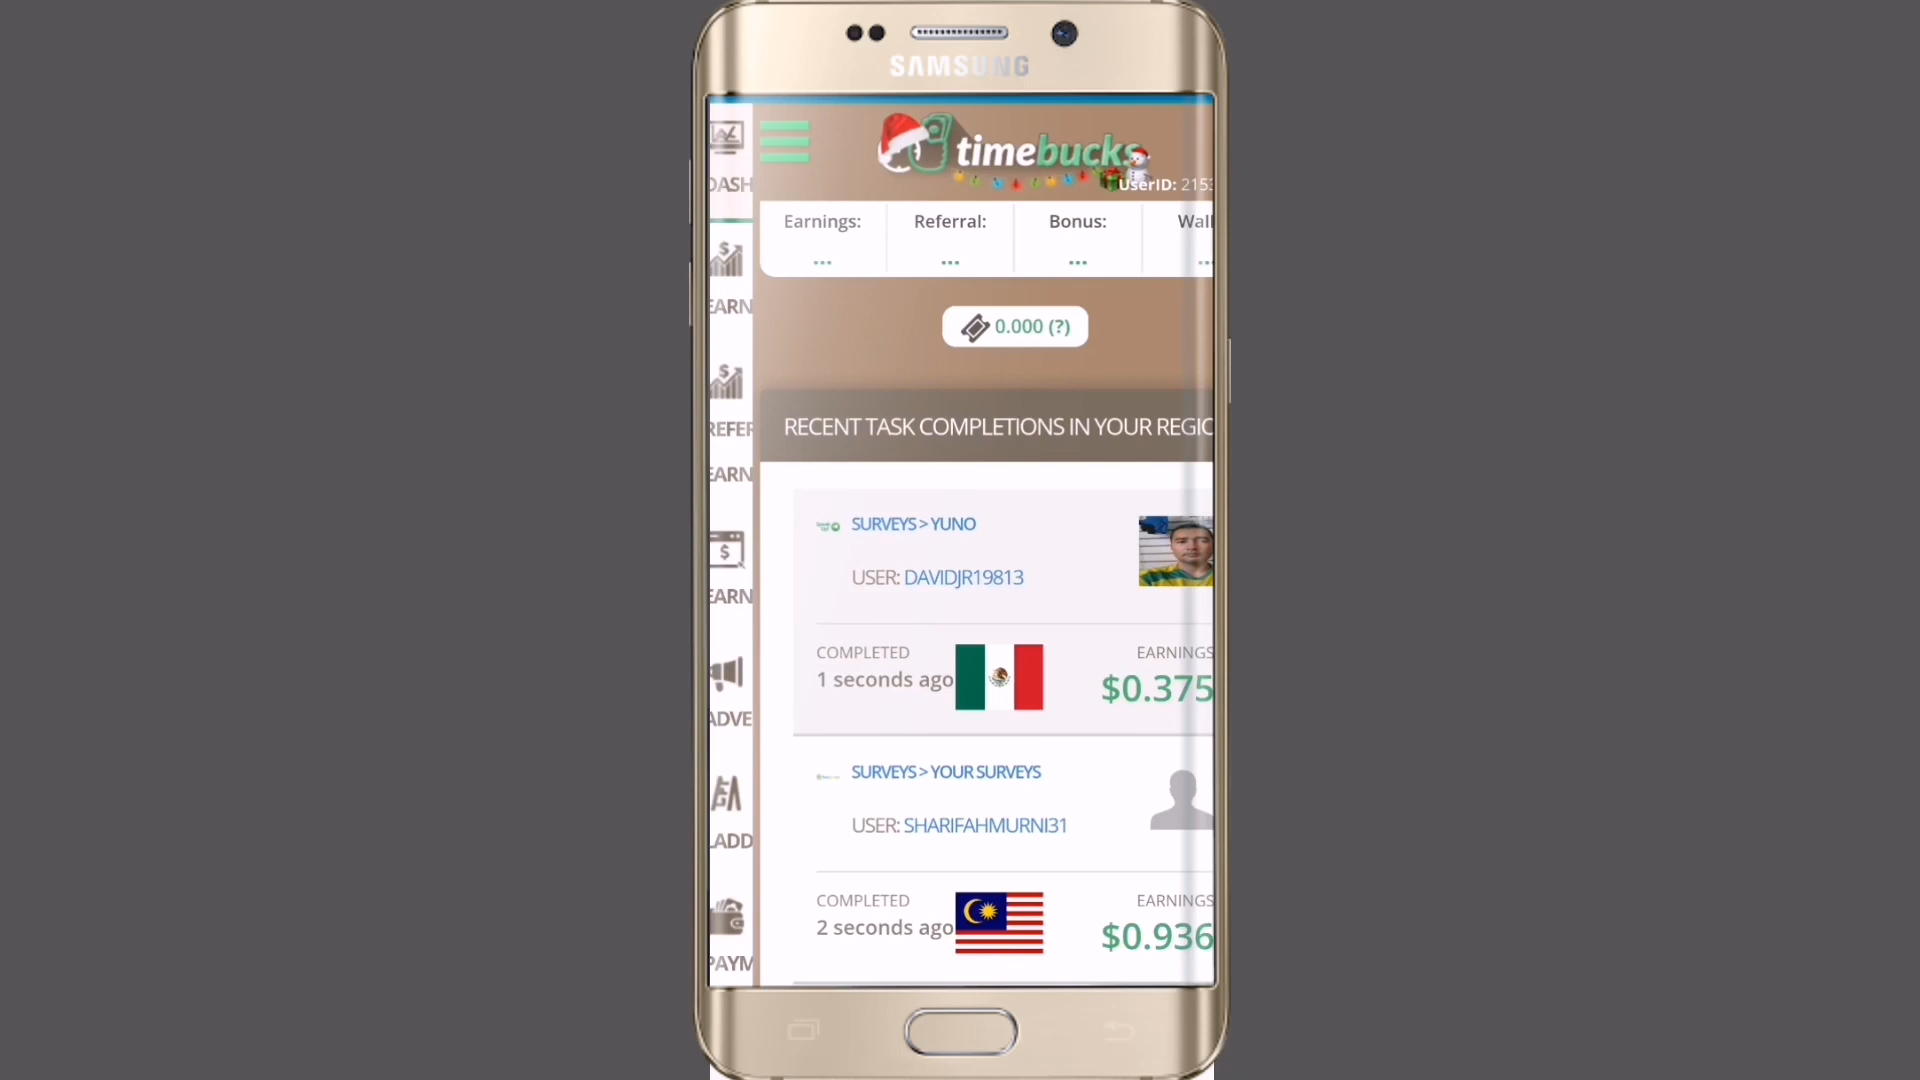 SAMSUNG
timebucks
UserID: 2153
DASH
Earnings:
Referral:
Bonus:
Wall
...
...
...
...
EARN
0.000 (?)
REFER
EARN
RECENT TASK COMPLETIONS IN YOUR REGIO
SURVEYS > YUNO
USER: DAVIDJR19813
EARN
COMPLETED
1 seconds ago
EARNINGS
$0.375
ADVE
SURVEYS > YOUR SURVEYS
USER: SHARIFAHMURNI31
LADD
COMPLETED
2 seconds ago
EARNINGS
$0.936
PAYM